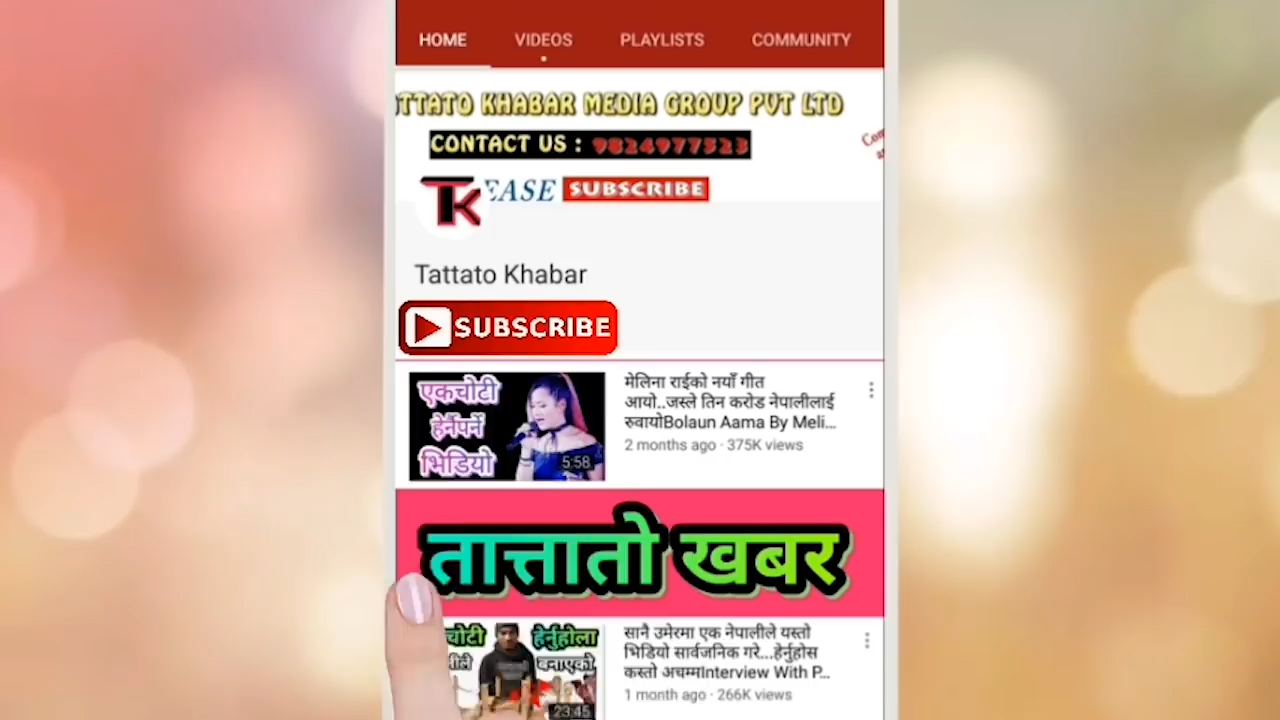 HOME VIDEOS PLAYLISTS COMMUNITY
TTATO KHABAR MEDIA GROUP PVT LTD
CONTACT US : 9824977523
TK EASE SUBSCRIBE
Tattato Khabar
SUBSCRIBE
एकचोटी
हेर्नैपर्ने
भिडियो
5:58
मेलिना राईको नयाँ गीत
आयो..जस्ले तिन करोड नेपालीलाई
रुवायोBolaun Aama By Meli...
2 months ago · 375K views
तात्तातो खबर
चोटी हेर्नुहोला
बनाएको
23:45
सानै उमेरमा एक नेपालीले यस्तो
भिडियो सार्वजनिक गरे...हेर्नुहोस
कस्तो अचम्मInterview With P...
1 month ago · 266K views